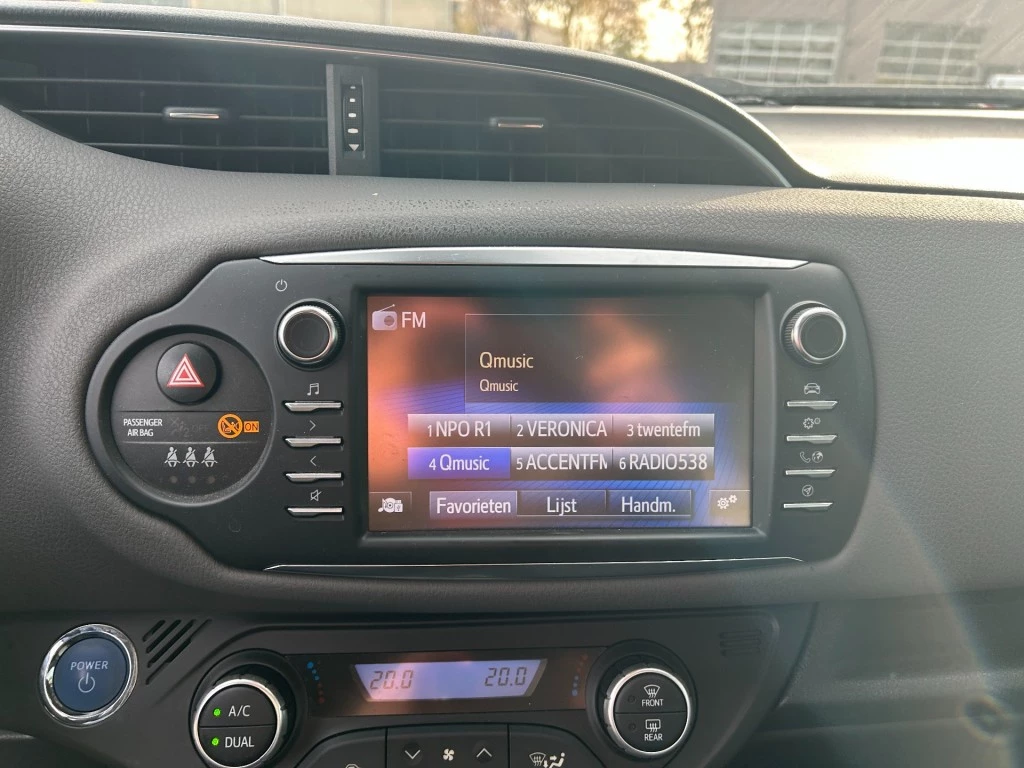 FM
Qmusic
Qmusic
1 NPO R1 2 VERONICA 3 twentefm
4 Qmusic 5 ACCENTFM 6 RADIO538
Favorieten Lijst Handm.
PASSENGER
AIR BAG
ON
POWER
A/C
DUAL
20.0 20.0
FRONT
REAR